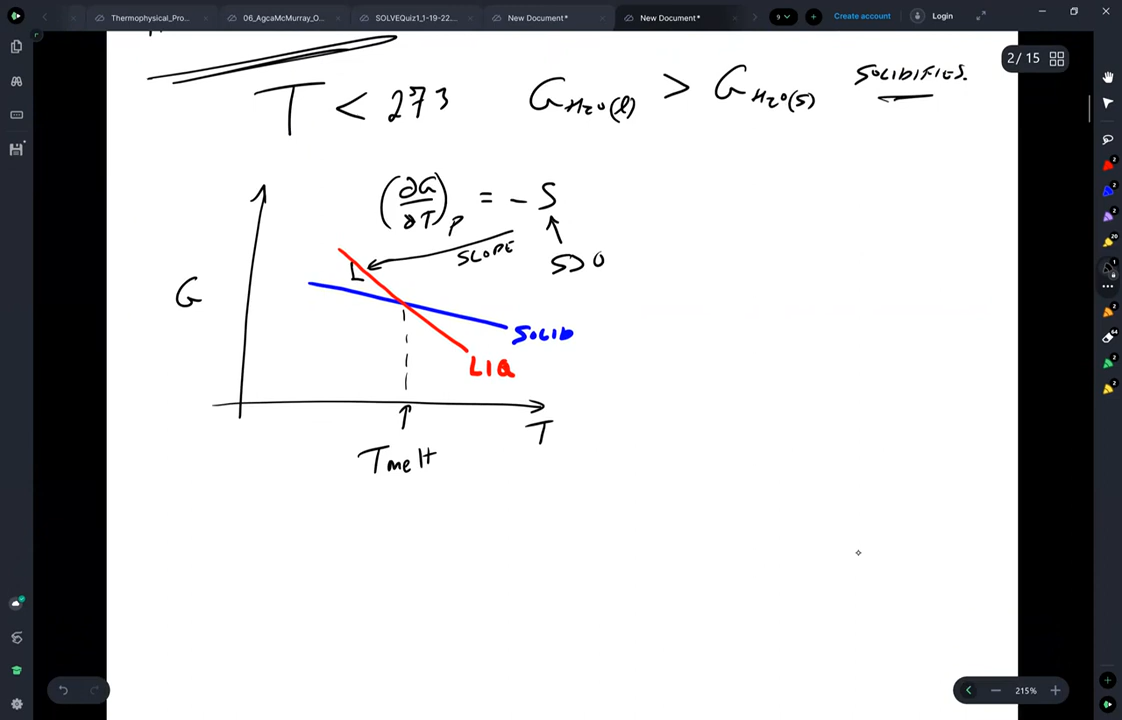 Thermophysical_Pro...
06_AgcaMcMurray_O...
SOLVEQuiz1_1-19-22....
New Document*
New Document*
9
Create account
Login
2/15
T < 273 G H2O(l) > G H2O(s) SOLIDIFIES.
(∂G/∂T)P = - S
SLOPE
S>0
L
G
SOLID
LIQ
T
Tmelt
215%